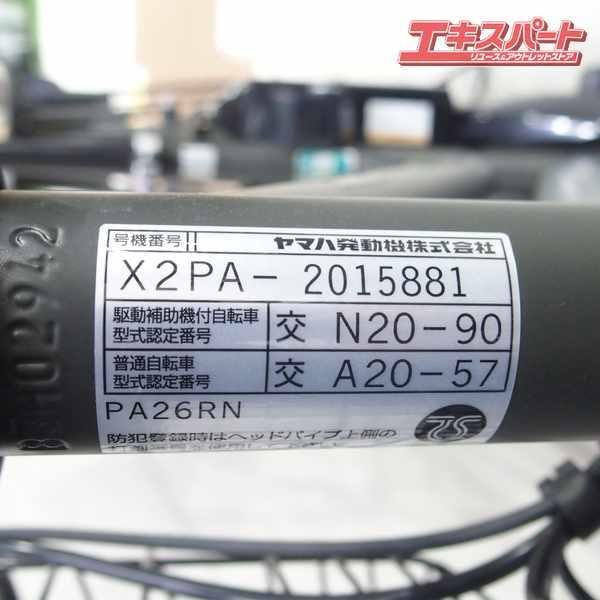 エキスパート
リユース&アウトレットストア
号機番号 ヤマハ発動機株式会社
X2PA-2015881
駆動補助機付自転車
型式認定番号 交 N20-90
普通自転車
型式認定番号 交 A20-57
PA26RN
防犯登録時はヘッドパイプ上側の
H02942